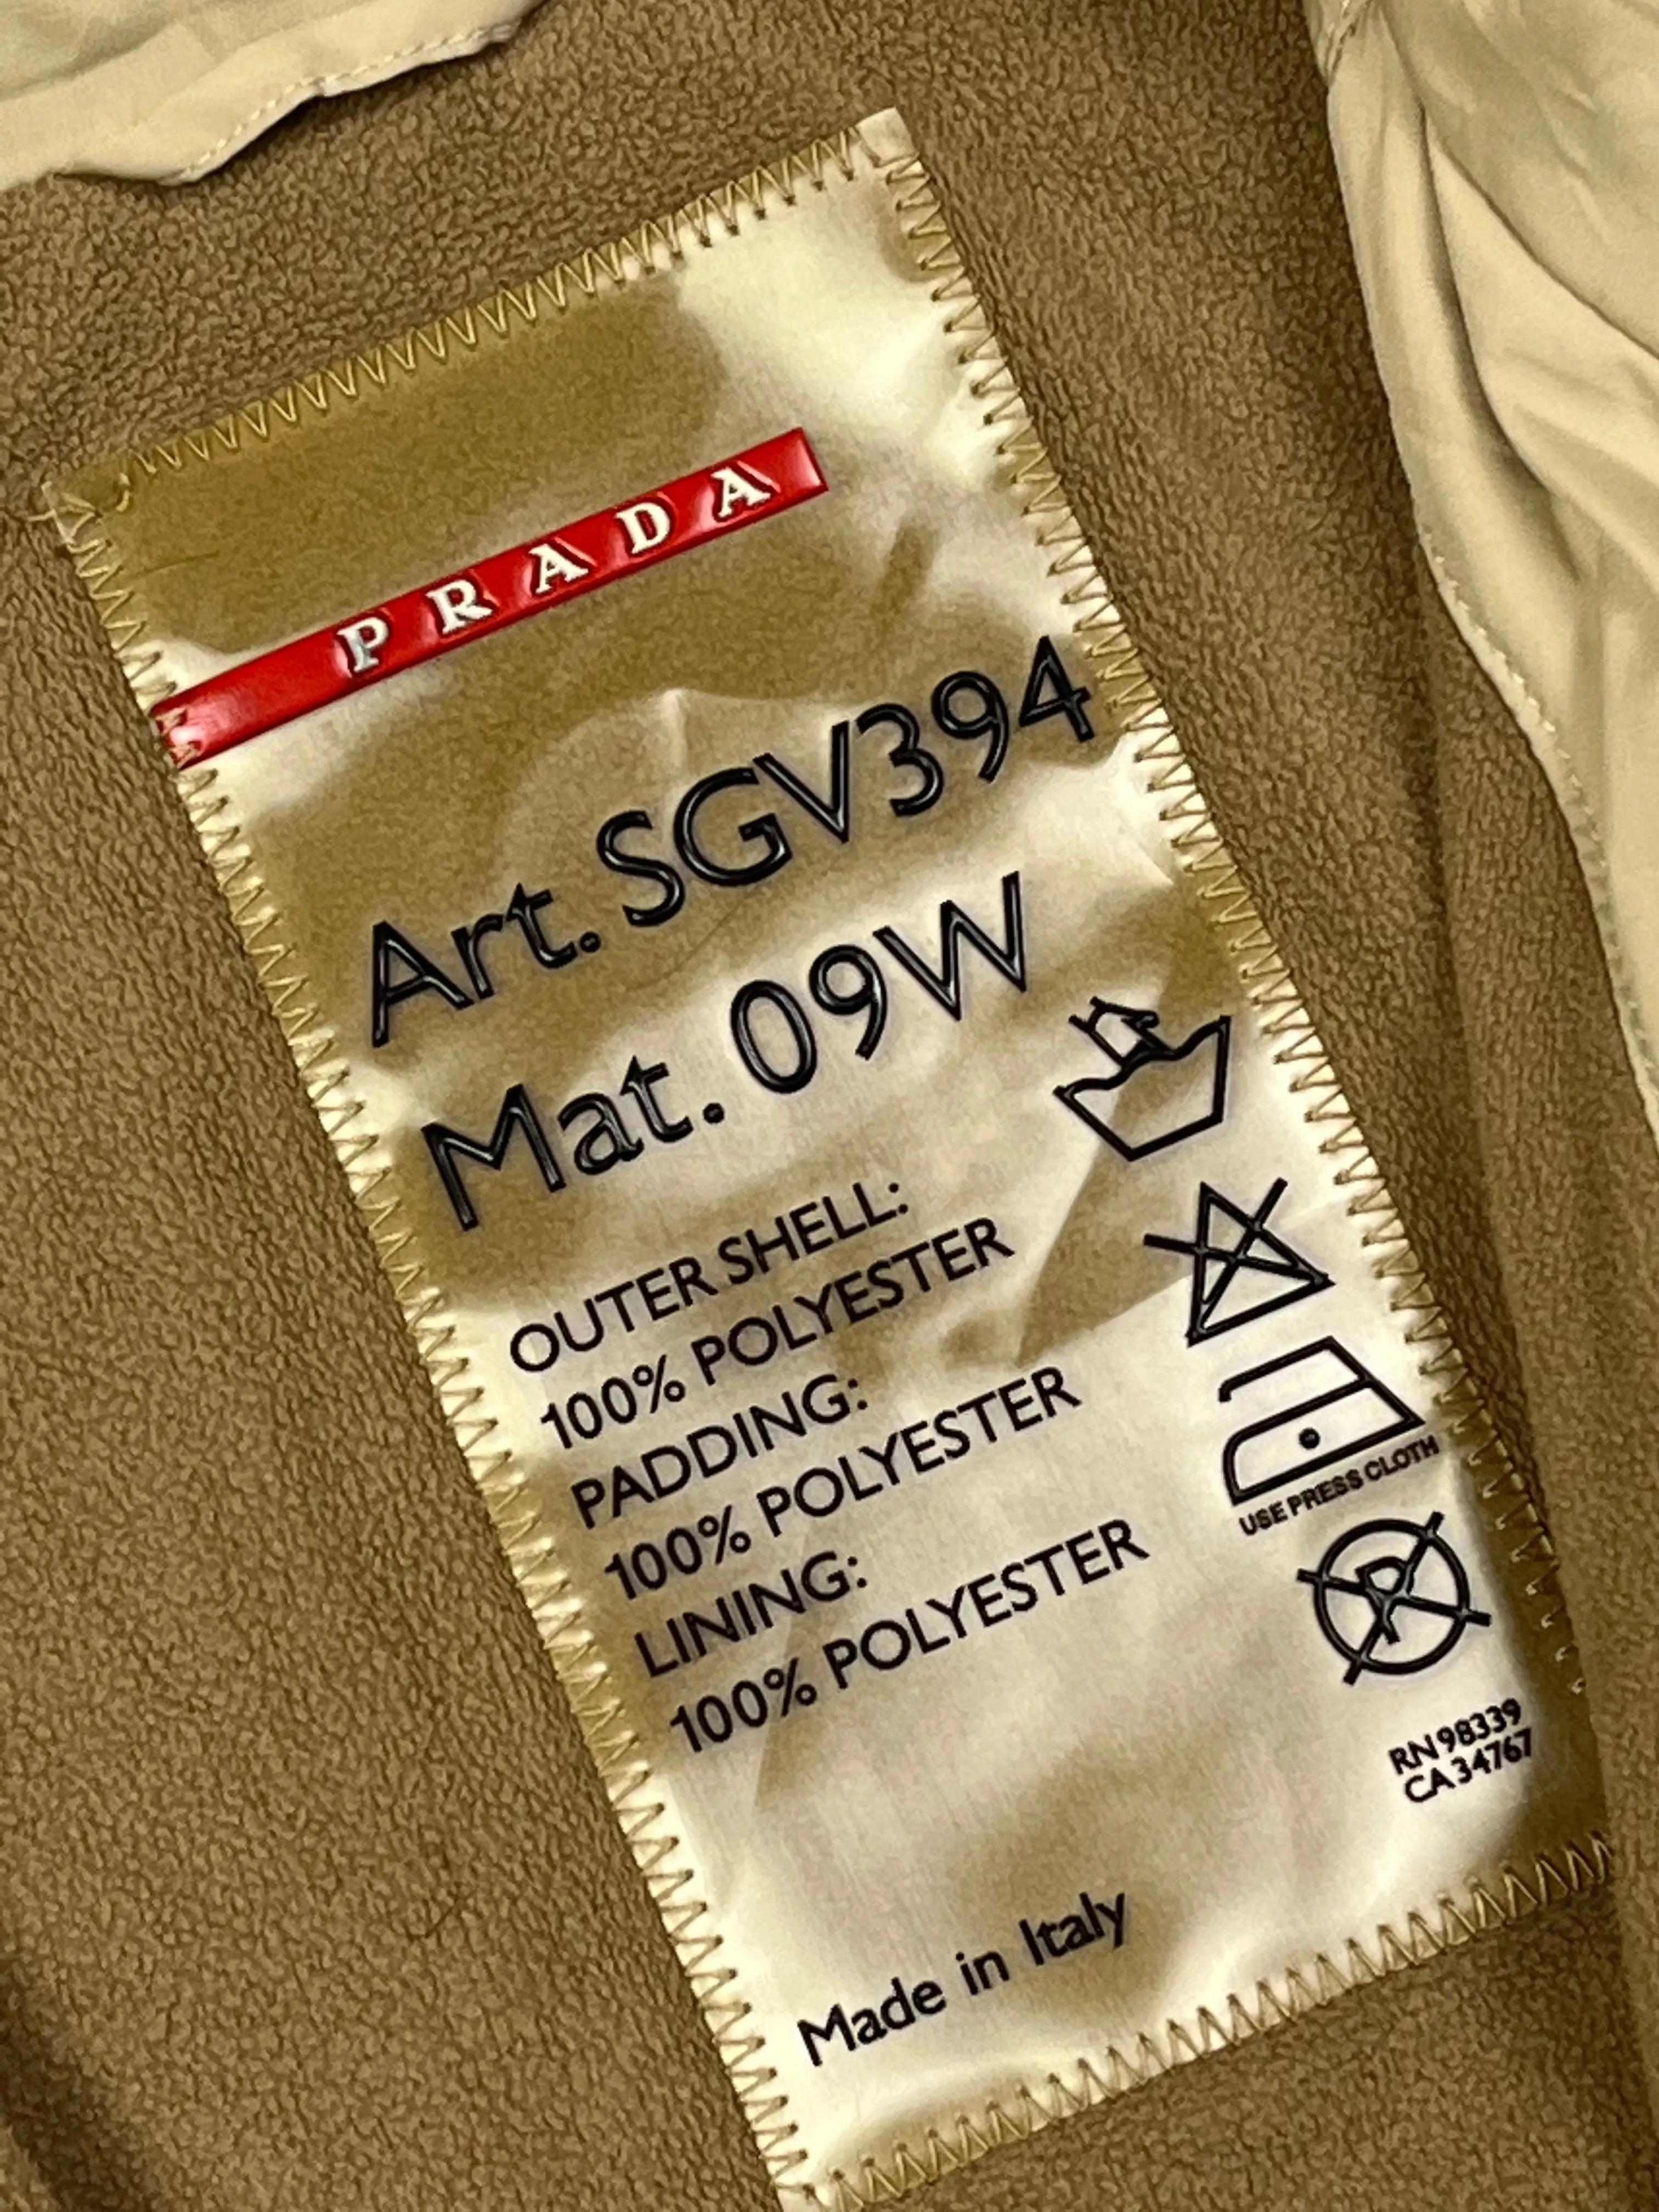 PRADA
Art. SGV394
Mat. 09W
OUTER SHELL:
100% POLYESTER
PADDING:
100% POLYESTER
LINING:
100% POLYESTER
USE PRESS CLOTH
P
RN 98339
CA 34767
Made in Italy